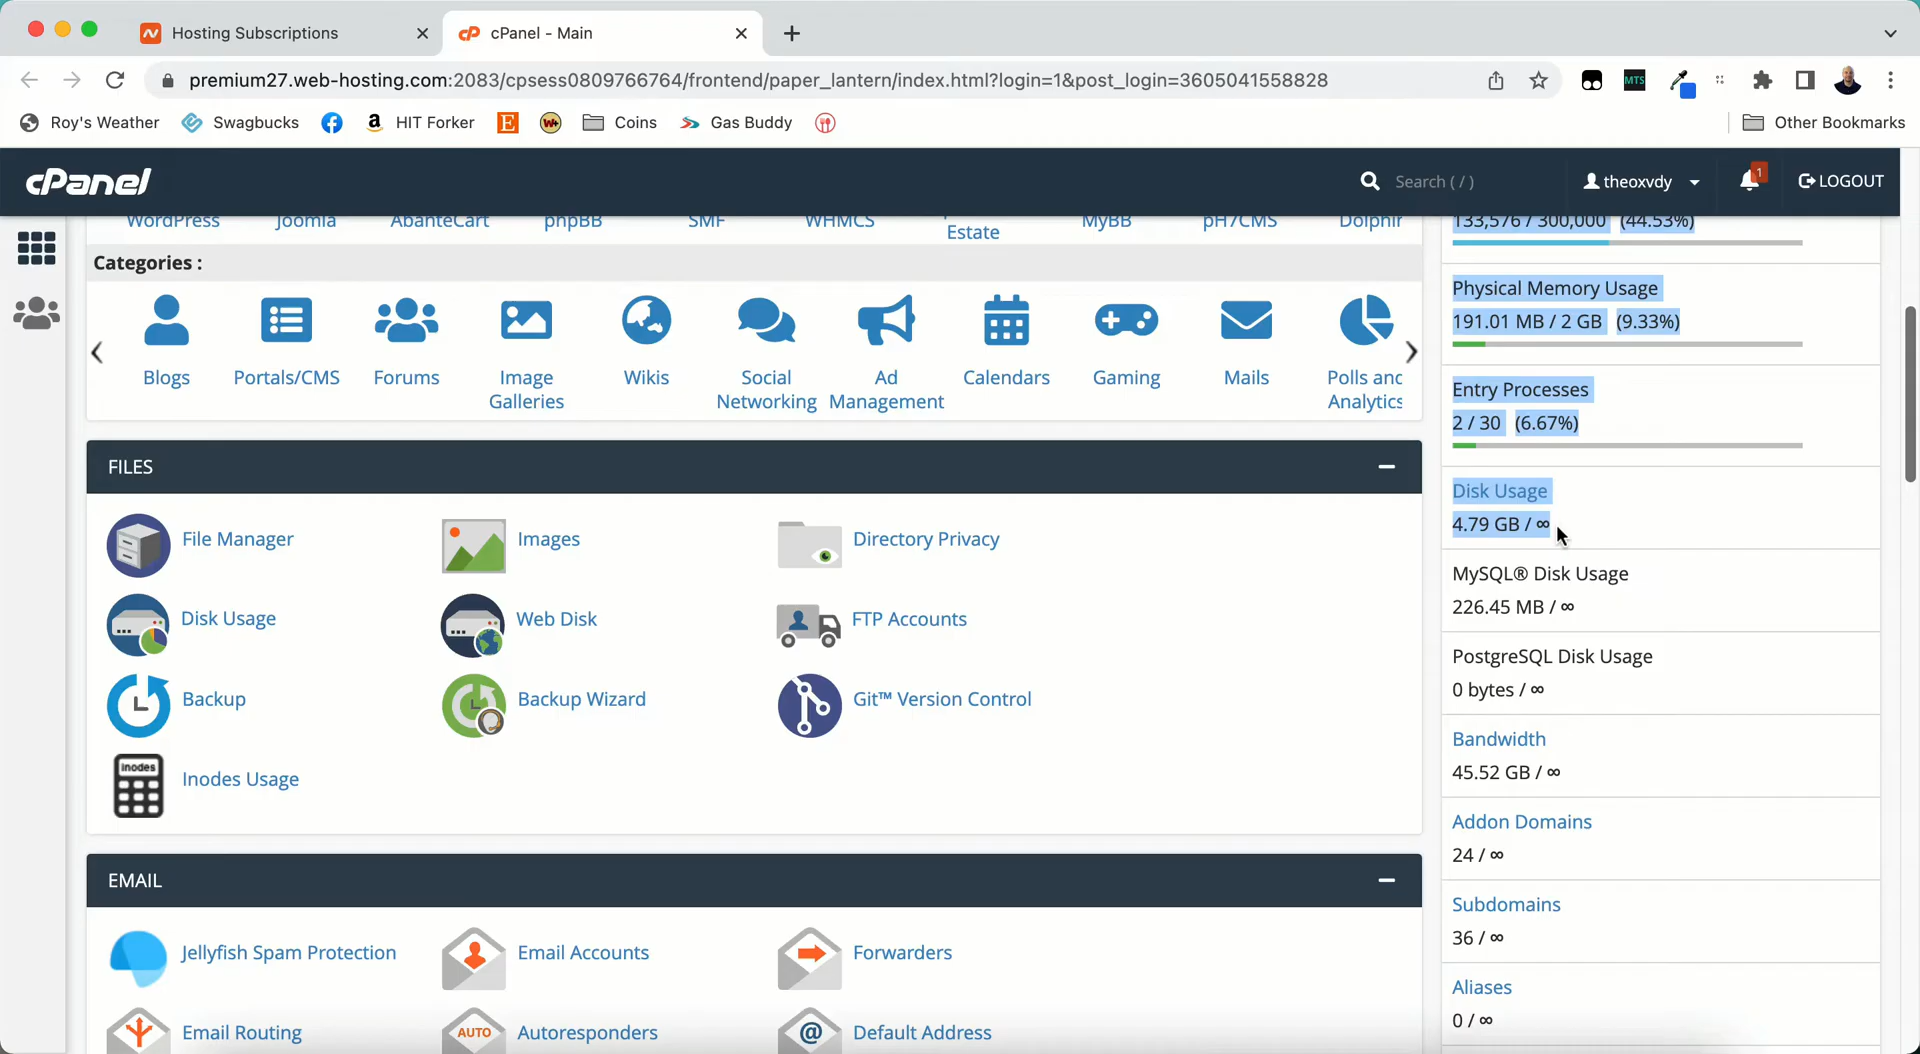 Hosting Subscriptions
cPanel - Main
premium27.web-hosting.com:2083/cpsess0809766764/frontend/paper_lantern/index.html?login=1&post_login=3605041558828
MTS
Roy's Weather
Swagbucks
HIT Forker
Coins
Gas Buddy
Other Bookmarks
cPanel
Search ( / )
theoxvdy
1
LOGOUT
WordPress
Joomla
AbanteCart
phpBB
SMF
WHMCS
Estate
MyBB
pH7CMS
Dolphin
Categories :
Blogs
Portals/CMS
Forums
Image
Galleries
Wikis
Social
Networking
Ad
Management
Calendars
Gaming
Mails
Polls and
Analytics
FILES
File Manager
Images
Directory Privacy
Disk Usage
Web Disk
FTP Accounts
Backup
Backup Wizard
Git™ Version Control
inodes
Inodes Usage
EMAIL
Jellyfish Spam Protection
Email Accounts
Forwarders
Email Routing
AUTO
Autoresponders
@
Default Address
133,576 / 300,000 (44.53%)
Physical Memory Usage
191.01 MB / 2 GB (9.33%)
Entry Processes
2 / 30 (6.67%)
Disk Usage
4.79 GB / ∞
MySQL® Disk Usage
226.45 MB / ∞
PostgreSQL Disk Usage
0 bytes / ∞
Bandwidth
45.52 GB / ∞
Addon Domains
24 / ∞
Subdomains
36 / ∞
Aliases
0 / ∞